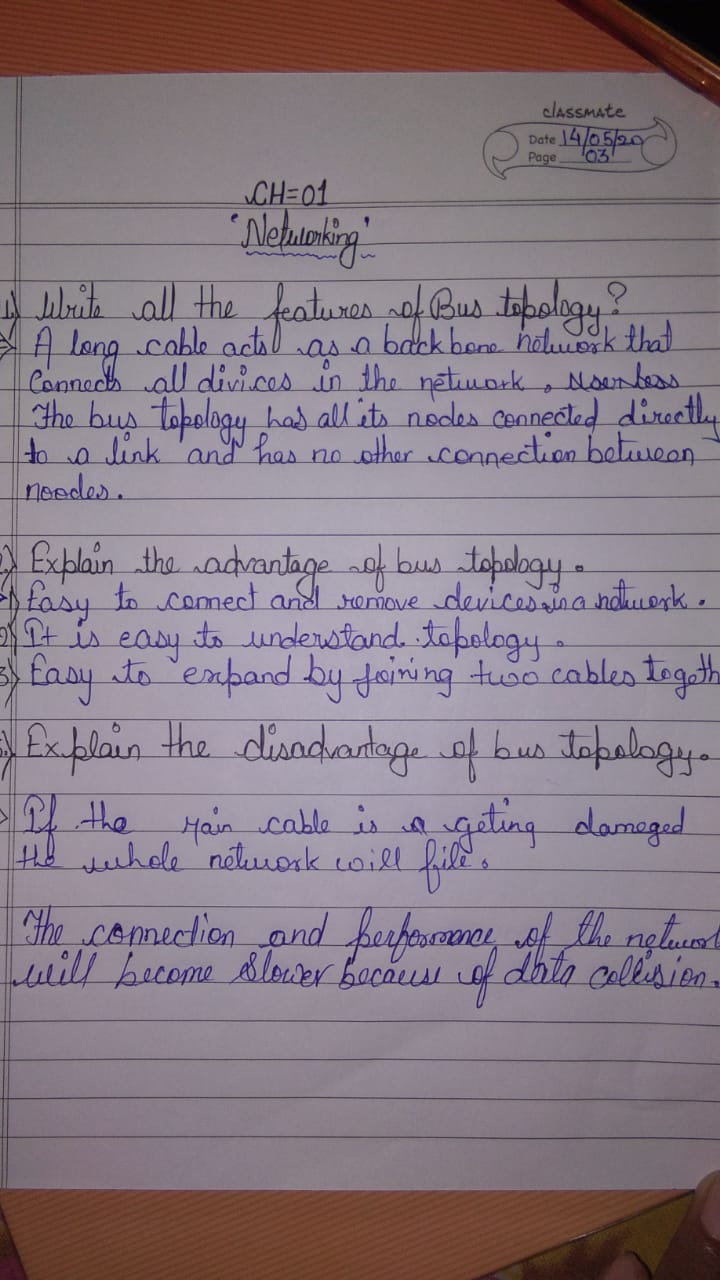 classmate
Date 14/05/20
Page 03
CH=01
'Networking'
1) Write all the features of Bus topology?
A long cable acts as a backbone network that
Connects all divices in the network.
The bus topology has all its nodes connected directly
to a link and has no other connection between
noodes.
2) Explain the advantage of bus topology.
1) Easy to connect and remove devices in a network.
2) It is easy to understand topology.
3) Easy to expand by joining two cables togeth
3) Explain the disadvantage of bus topology.
If the main cable is a geting dameged
the whole network will file.
The connection and performance of the networ
will become slower because of data collision.